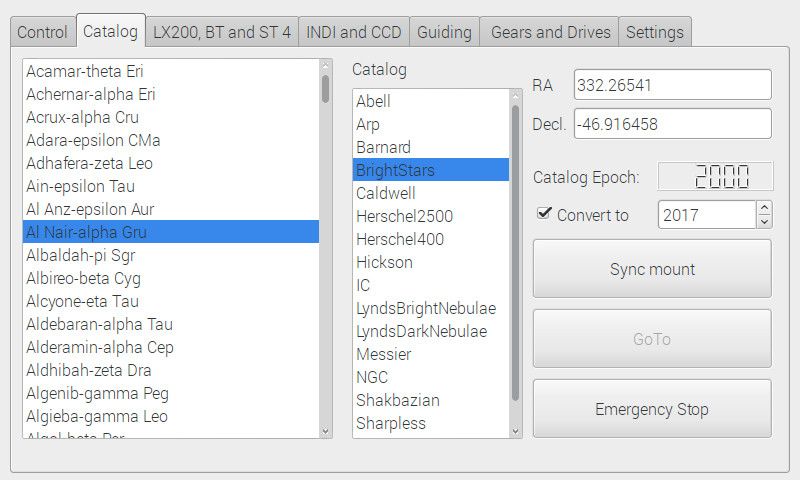 Control Catalog LX200, BT and ST 4 INDI and CCD Guiding Gears and Drives Settings
Acamar-theta Eri
Achernar-alpha Eri
Acrux-alpha Cru
Adara-epsilon CMa
Adhafera-zeta Leo
Ain-epsilon Tau
Al Anz-epsilon Aur
Al Nair-alpha Gru
Albaldah-pi Sgr
Albireo-beta Cyg
Alcyone-eta Tau
Aldebaran-alpha Tau
Alderamin-alpha Cep
Aldhibah-zeta Dra
Algenib-gamma Peg
Algieba-gamma Leo
Algol-beta Per
Catalog
Abell
Arp
Barnard
BrightStars
Caldwell
Herschel2500
Herschel400
Hickson
IC
LyndsBrightNebulae
LyndsDarkNebulae
Messier
NGC
Shakbazian
Sharpless
RA 332.26541
Decl. -46.916458
Catalog Epoch: 2000
Convert to 2017
Sync mount
GoTo
Emergency Stop